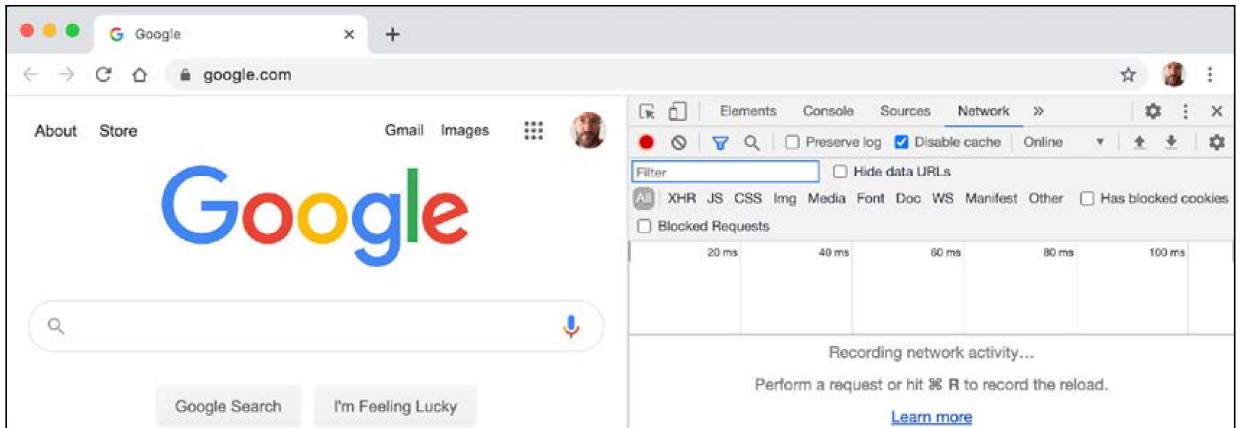 Google
google.com
About Store Gmail Images
Google
Google Search I'm Feeling Lucky
Elements Console Sources Network »
Preserve log Disable cache Online
Filter Hide data URLs
All XHR JS CSS Img Media Font Doc WS Manifest Other Has blocked cookies
Blocked Requests
20 ms 40 ms 60 ms 80 ms 100 ms
Recording network activity…
Perform a request or hit ⌘ R to record the reload.
Learn more